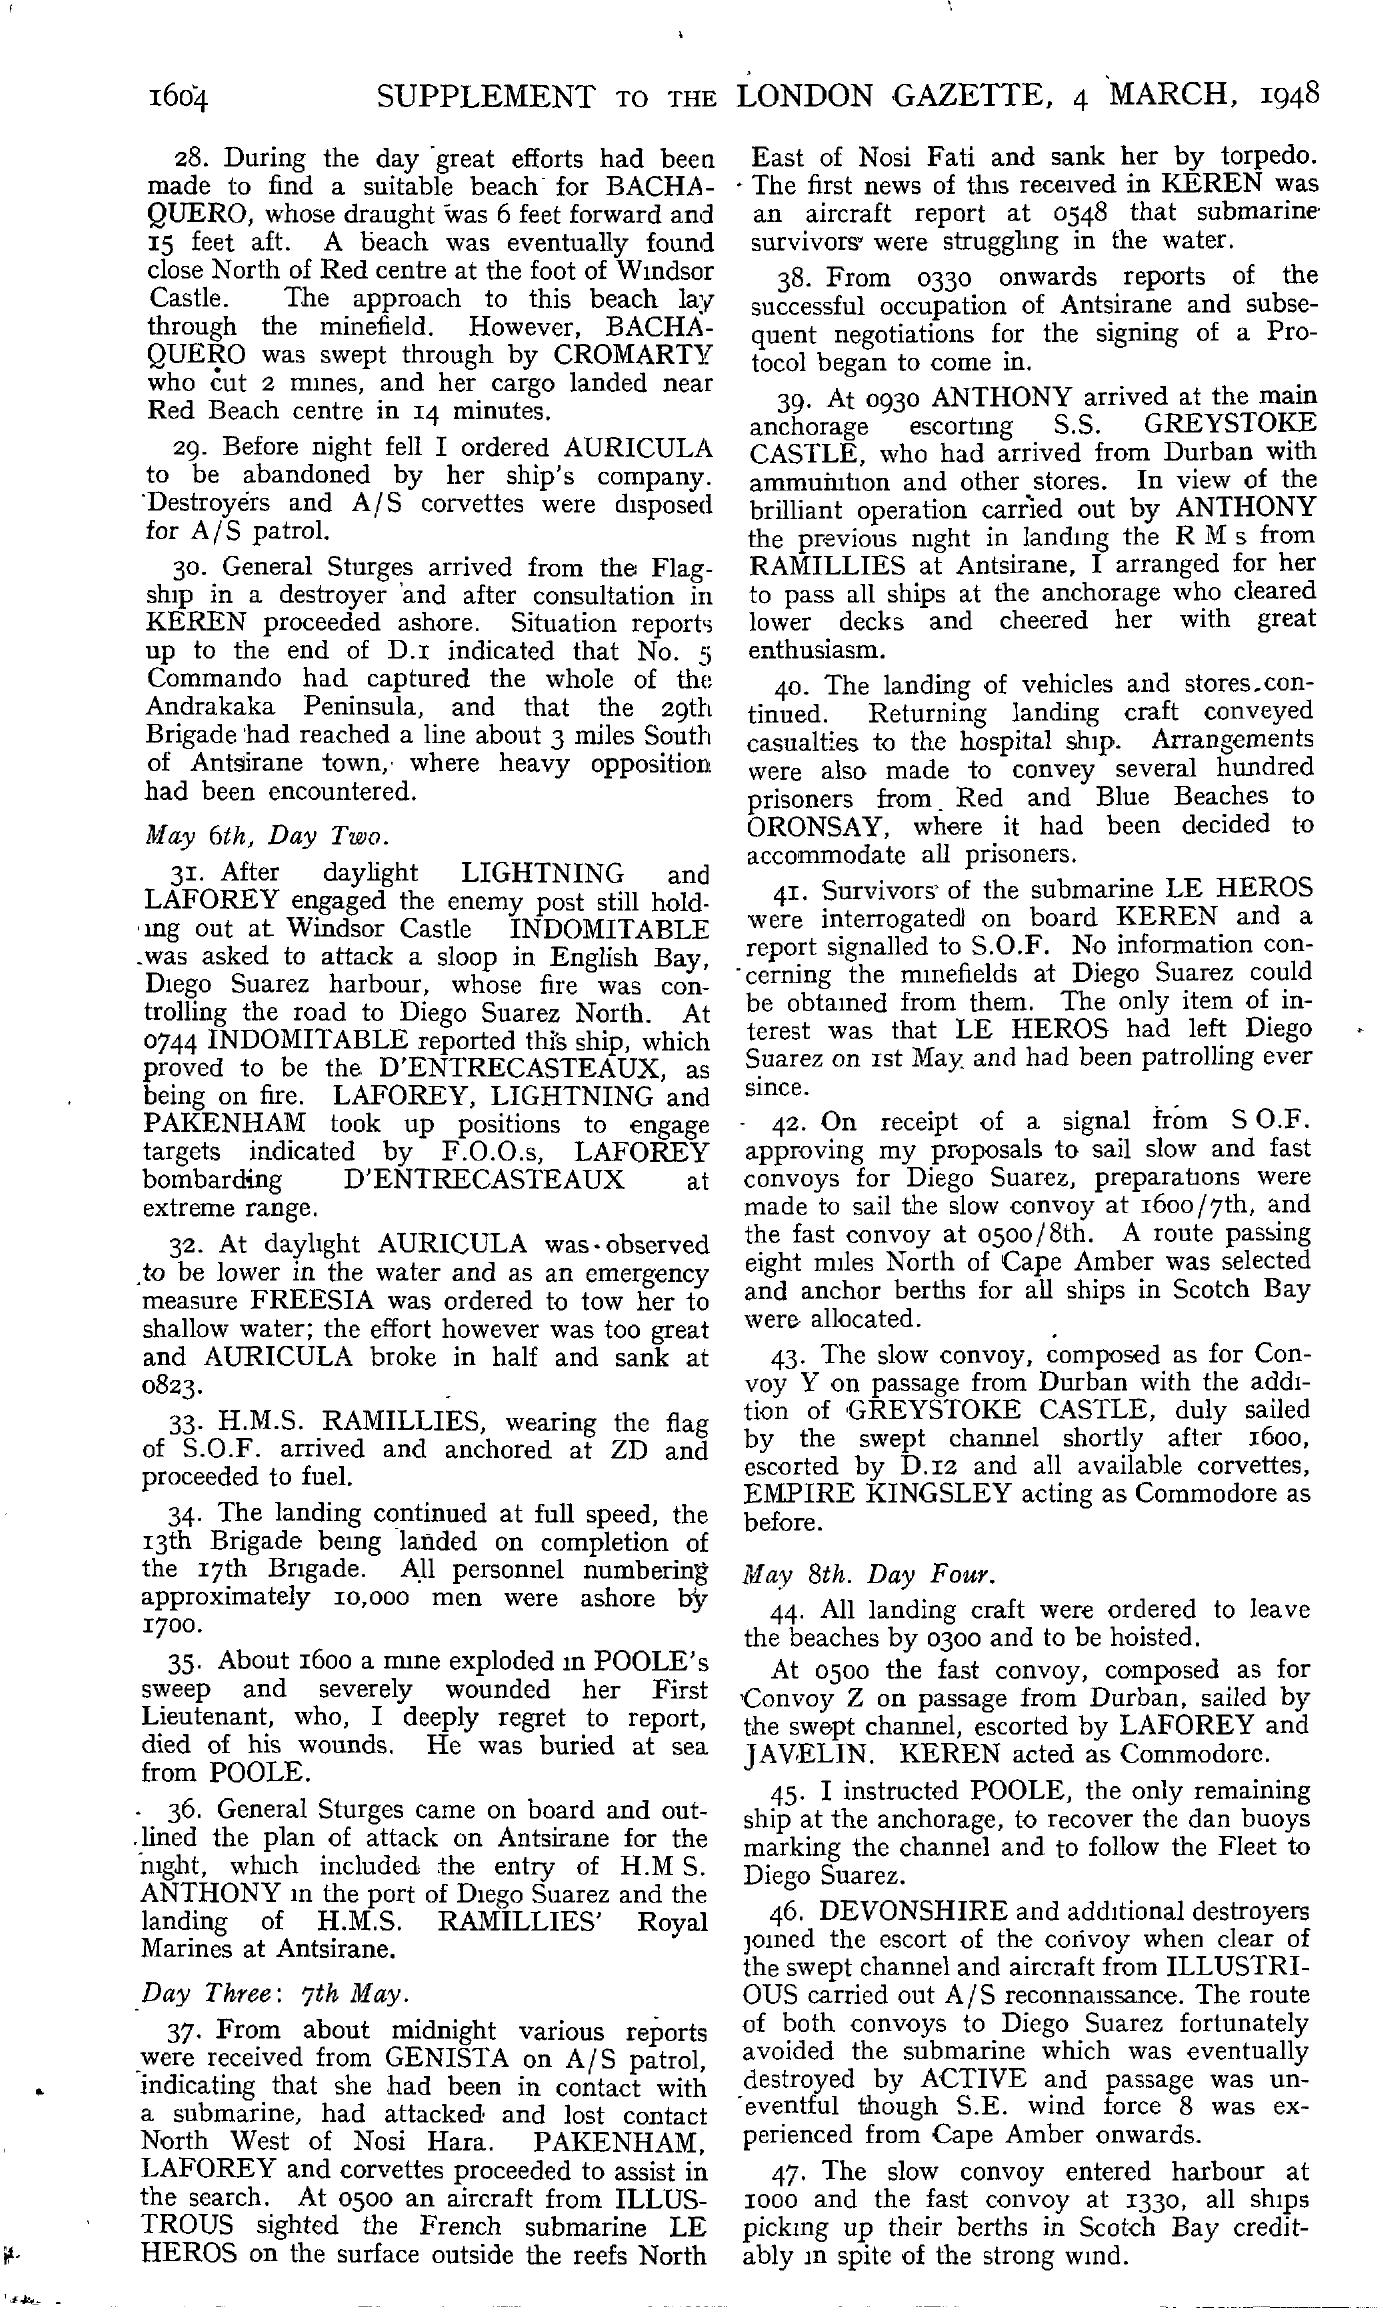 1604 SUPPLEMENT TO THE LONDON GAZETTE, 4 MARCH, 1948
28. During the day great efforts had been
made to find a suitable beach for BACHA-
QUERO, whose draught was 6 feet forward and
15 feet aft. A beach was eventually found
close North of Red centre at the foot of Windsor
Castle. The approach to this beach lay
through the minefield. However, BACHA-
QUERO was swept through by CROMARTY
who cut 2 mines, and her cargo landed near
Red Beach centre in 14 minutes.
29. Before night fell I ordered AURICULA
to be abandoned by her ship's company.
Destroyers and A/S corvettes were disposed
for A/S patrol.
30. General Sturges arrived from the Flag-
ship in a destroyer and after consultation in
KEREN proceeded ashore. Situation reports
up to the end of D.1 indicated that No. 5
Commando had captured the whole of the
Andrakaka Peninsula, and that the 29th
Brigade had reached a line about 3 miles South
of Antsirane town, where heavy opposition
had been encountered.
May 6th, Day Two.
31. After daylight LIGHTNING and
LAFOREY engaged the enemy post still hold-
ing out at Windsor Castle INDOMITABLE
was asked to attack a sloop in English Bay,
Diego Suarez harbour, whose fire was con-
trolling the road to Diego Suarez North. At
0744 INDOMITABLE reported this ship, which
proved to be the D'ENTRECASTEAUX, as
being on fire. LAFOREY, LIGHTNING and
PAKENHAM took up positions to engage
targets indicated by F.O.O.s, LAFOREY
bombarding D'ENTRECASTEAUX at
extreme range.
32. At daylight AURICULA was observed
to be lower in the water and as an emergency
measure FREESIA was ordered to tow her to
shallow water; the effort however was too great
and AURICULA broke in half and sank at
0823.
33. H.M.S. RAMILLIES, wearing the flag
of S.O.F. arrived and anchored at ZD and
proceeded to fuel.
34. The landing continued at full speed, the
13th Brigade being landed on completion of
the 17th Brigade. All personnel numbering
approximately 10,000 men were ashore by
1700.
35. About 1600 a mine exploded in POOLE's
sweep and severely wounded her First
Lieutenant, who, I deeply regret to report,
died of his wounds. He was buried at sea
from POOLE.
36. General Sturges came on board and out-
lined the plan of attack on Antsirane for the
night, which included the entry of H.M S.
ANTHONY in the port of Diego Suarez and the
landing of H.M.S. RAMILLIES' Royal
Marines at Antsirane.
Day Three: 7th May.
37. From about midnight various reports
were received from GENISTA on A/S patrol,
indicating that she had been in contact with
a submarine, had attacked and lost contact
North West of Nosi Hara. PAKENHAM,
LAFOREY and corvettes proceeded to assist in
the search. At 0500 an aircraft from ILLUS-
TROUS sighted the French submarine LE
HEROS on the surface outside the reefs North
East of Nosi Fati and sank her by torpedo.
The first news of this received in KEREN was
an aircraft report at 0548 that submarine
survivors were struggling in the water.
38. From 0330 onwards reports of the
successful occupation of Antsirane and subse-
quent negotiations for the signing of a Pro-
tocol began to come in.
39. At 0930 ANTHONY arrived at the main
anchorage escorting S.S. GREYSTOKE
CASTLE, who had arrived from Durban with
ammunition and other stores. In view of the
brilliant operation carried out by ANTHONY
the previous night in landing the R M s from
RAMILLIES at Antsirane, I arranged for her
to pass all ships at the anchorage who cleared
lower decks and cheered her with great
enthusiasm.
40. The landing of vehicles and stores con-
tinued. Returning landing craft conveyed
casualties to the hospital ship. Arrangements
were also made to convey several hundred
prisoners from Red and Blue Beaches to
ORONSAY, where it had been decided to
accommodate all prisoners.
41. Survivors of the submarine LE HEROS
were interrogated on board KEREN and a
report signalled to S.O.F. No information con-
cerning the minefields at Diego Suarez could
be obtained from them. The only item of in-
terest was that LE HEROS had left Diego
Suarez on 1st May and had been patrolling ever
since.
42. On receipt of a signal from S O.F.
approving my proposals to sail slow and fast
convoys for Diego Suarez, preparations were
made to sail the slow convoy at 1600/7th, and
the fast convoy at 0500/8th. A route passing
eight miles North of Cape Amber was selected
and anchor berths for all ships in Scotch Bay
were allocated.
43. The slow convoy, composed as for Con-
voy Y on passage from Durban with the addi-
tion of GREYSTOKE CASTLE, duly sailed
by the swept channel shortly after 1600,
escorted by D.12 and all available corvettes,
EMPIRE KINGSLEY acting as Commodore as
before.
May 8th. Day Four.
44. All landing craft were ordered to leave
the beaches by 0300 and to be hoisted.
At 0500 the fast convoy, composed as for
Convoy Z on passage from Durban, sailed by
the swept channel, escorted by LAFOREY and
JAVELIN. KEREN acted as Commodore.
45. I instructed POOLE, the only remaining
ship at the anchorage, to recover the dan buoys
marking the channel and to follow the Fleet to
Diego Suarez.
46. DEVONSHIRE and additional destroyers
joined the escort of the convoy when clear of
the swept channel and aircraft from ILLUSTRI-
OUS carried out A/S reconnaissance. The route
of both convoys to Diego Suarez fortunately
avoided the submarine which was eventually
destroyed by ACTIVE and passage was un-
eventful though S.E. wind force 8 was ex-
perienced from Cape Amber onwards.
47. The slow convoy entered harbour at
1000 and the fast convoy at 1330, all ships
picking up their berths in Scotch Bay credit-
ably in spite of the strong wind.